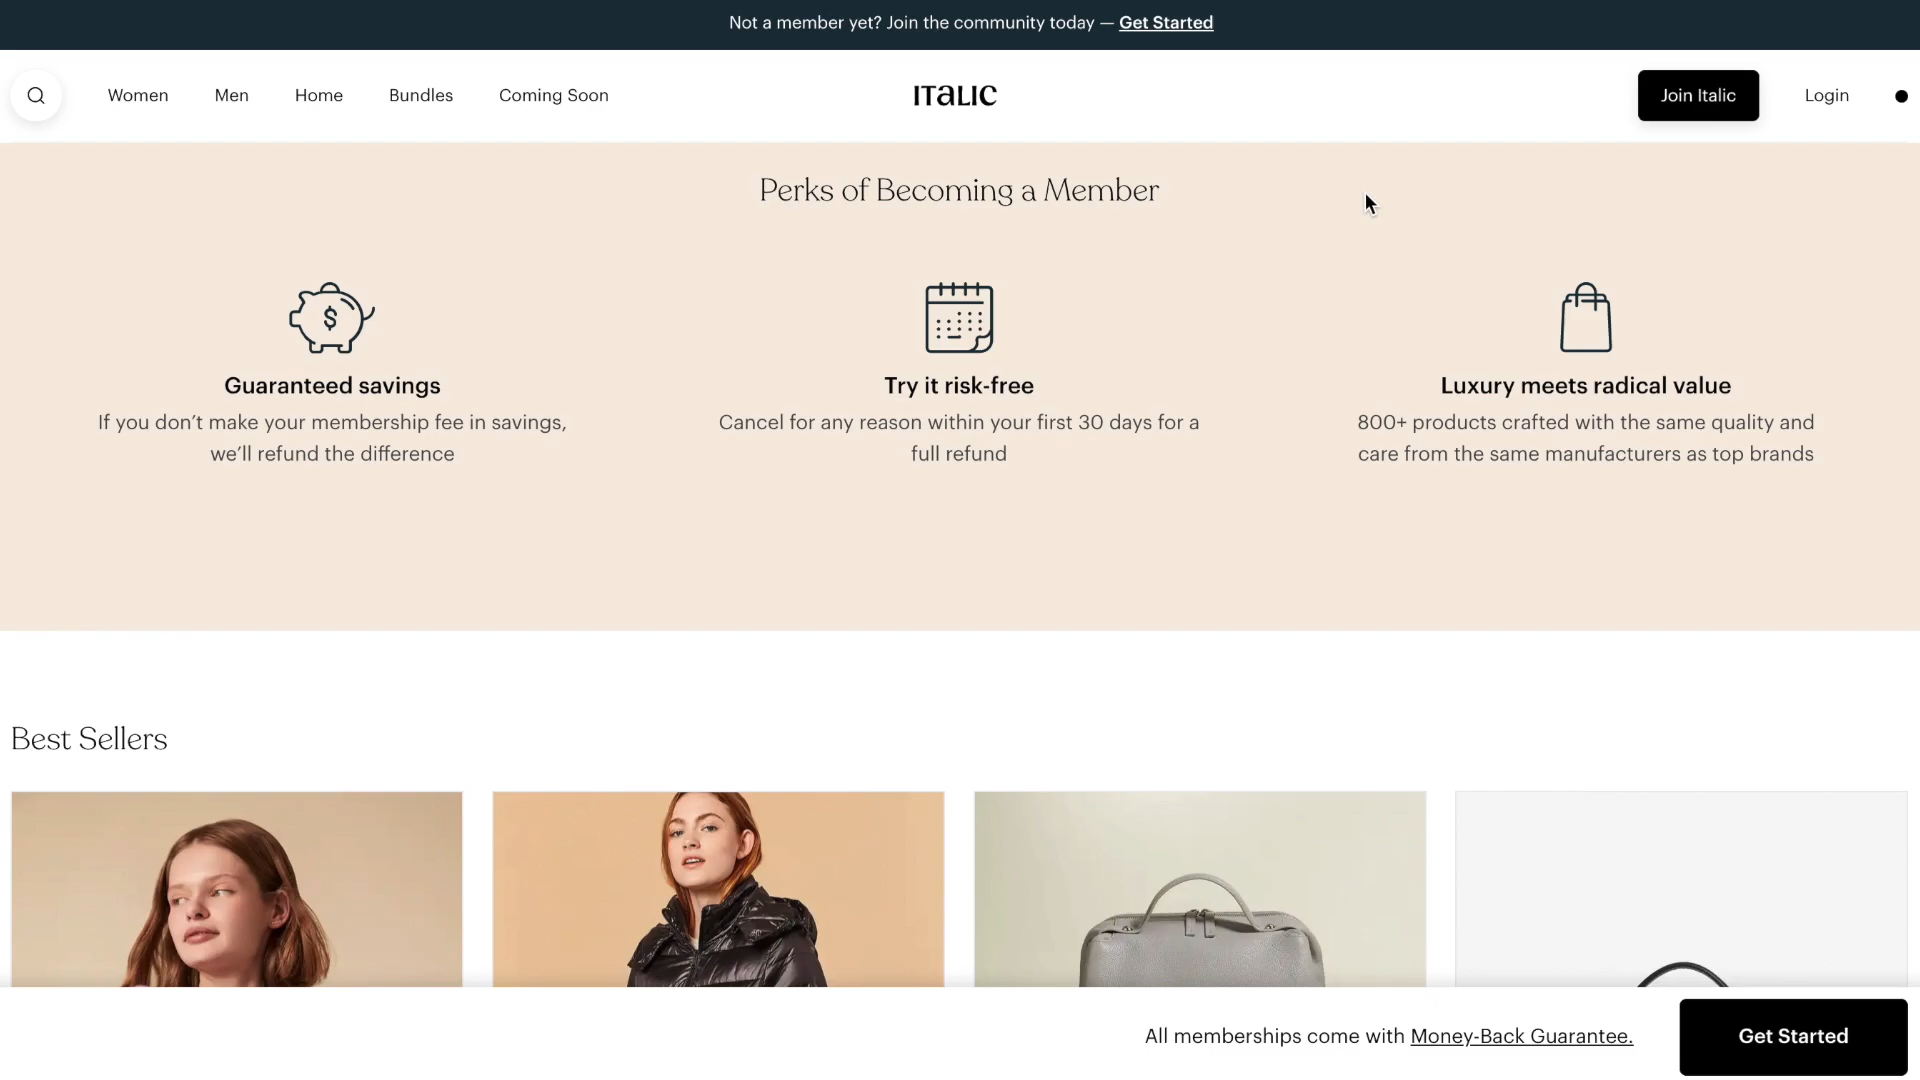 Not a member yet? Join the community today — Get Started
Women
Men
Home
Bundles
Coming Soon
ITALIC
Join Italic
Login
Perks of Becoming a Member
$
Guaranteed savings
If you don’t make your membership fee in savings,
we’ll refund the difference
Try it risk-free
Cancel for any reason within your first 30 days for a
full refund
Luxury meets radical value
800+ products crafted with the same quality and
care from the same manufacturers as top brands
Best Sellers
All memberships come with Money-Back Guarantee.
Get Started